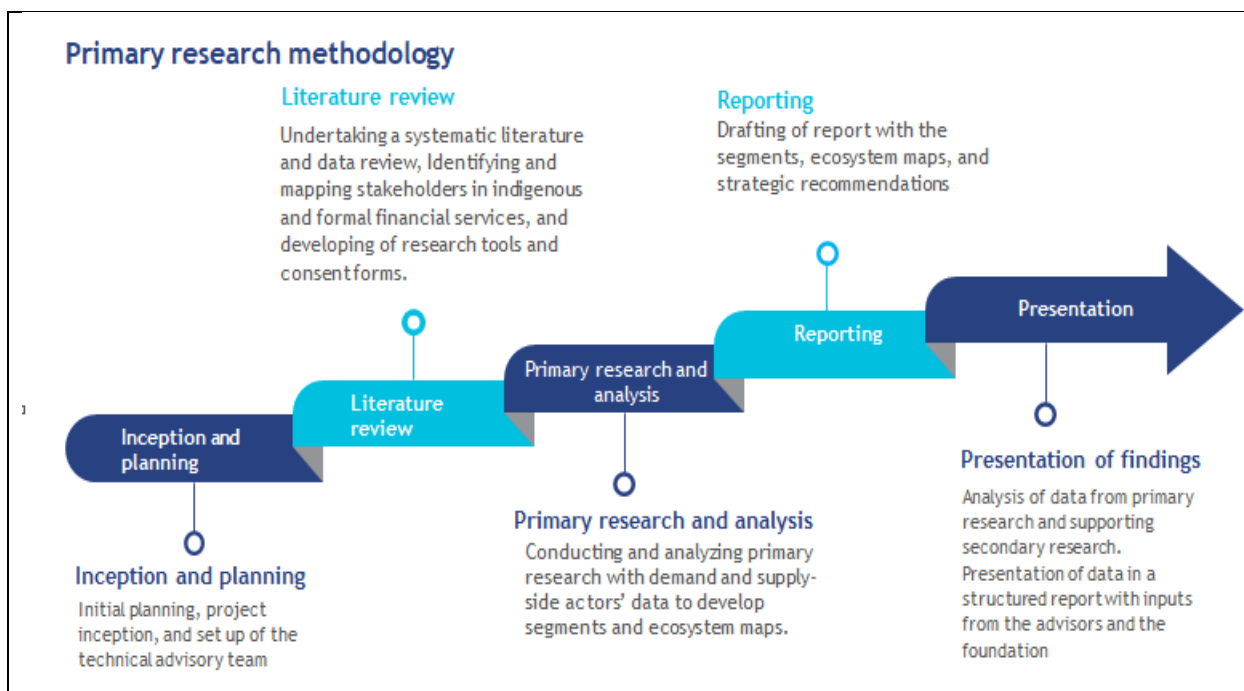 Primary research methodology
Literature review
Undertaking a systematic literature
and data review, Identifying and
mapping stakeholders in indigenous
and formal financial services, and
developing of research tools and
consent forms.
Reporting
Drafting of report with the
segments, ecosystem maps, and
strategic recommendations
Inception and
planning
Literature
review
Primary research and
analysis
Reporting
Presentation
Inception and planning
Initial planning, project
inception, and set up of the
technical advisory team
Primary research and analysis
Conducting and analyzing primary
research with demand and supply-
side actors’ data to develop
segments and ecosystem maps.
Presentation of findings
Analysis of data from primary
research and supporting
secondary research.
Presentation of data in a
structured report with inputs
from the advisors and the
foundation